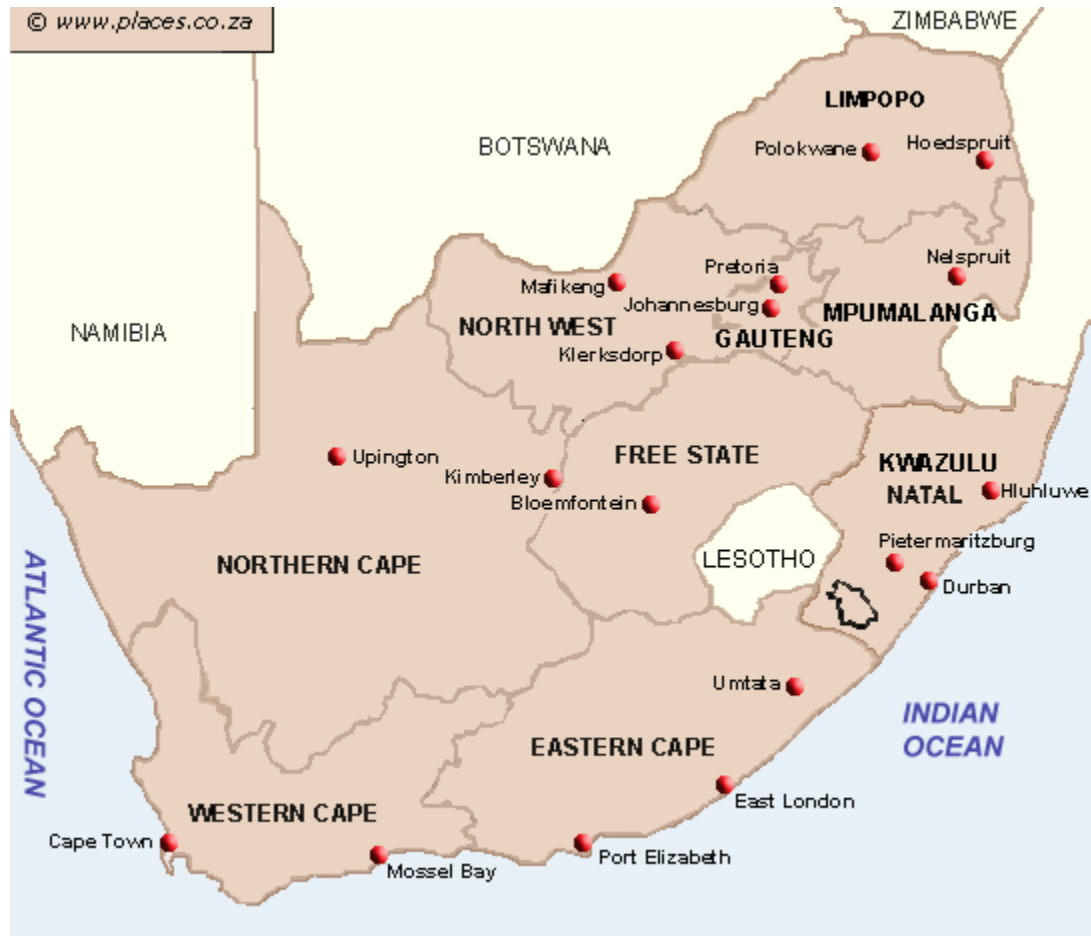 © www.places.co.za
ZIMBABWE
LIMPOPO
BOTSWANA
Polokwane
Hoedspruit
Pretoria
Nelspruit
Mafikeng
Johannesburg
NAMIBIA
NORTH WEST
MPUMALANGA
GAUTENG
Klerksdorp
Upington
FREE STATE
KWAZULU
NATAL
Kimberley
Hluhluwe
Bloemfontein
Pietermaritzburg
LESOTHO
NORTHERN CAPE
Durban
ATLANTIC OCEAN
Umtata
INDIAN
OCEAN
EASTERN CAPE
East London
WESTERN CAPE
Cape Town
Port Elizabeth
Mossel Bay